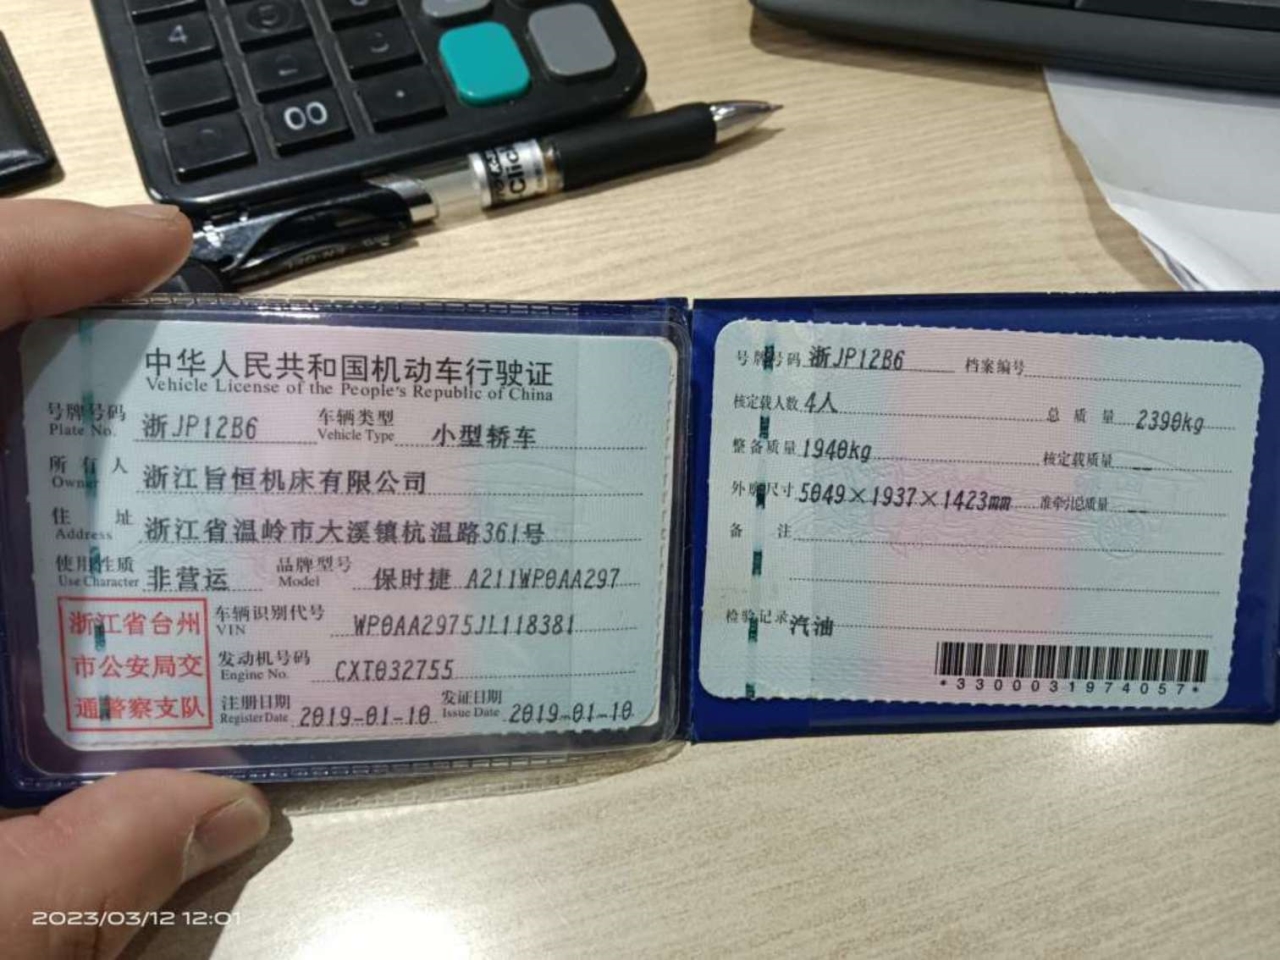 4
00
Click
中华人民共和国机动车行驶证
Vehicle License of the People's Republic of China
号牌号码 浙JP12B6 车辆类型 小型轿车
Plate No. Vehicle Type
所有人 浙江旨恒机床有限公司
Owner
住址 浙江省温岭市大溪镇杭温路361号
Address
使用性质 非营运 品牌型号 保时捷 A211WP0AA297
Use Character Model
浙江省台州
市公安局交
通警察支队
车辆识别代号 WP0AA2975JL118381
VIN
发动机号码 CXT032755
Engine No.
注册日期 2019-01-10 发证日期 2019-01-10
Register Date Issue Date
号牌号码 浙JP12B6 档案编号
核定载人数 4人 总质量 2390kg
整备质量 1940kg 核定载质量 --
外廓尺寸 5049×1937×1423mm 准牵引总质量 --
备注
检验记录 汽油
*3300031974057*
2023/03/12 12:01